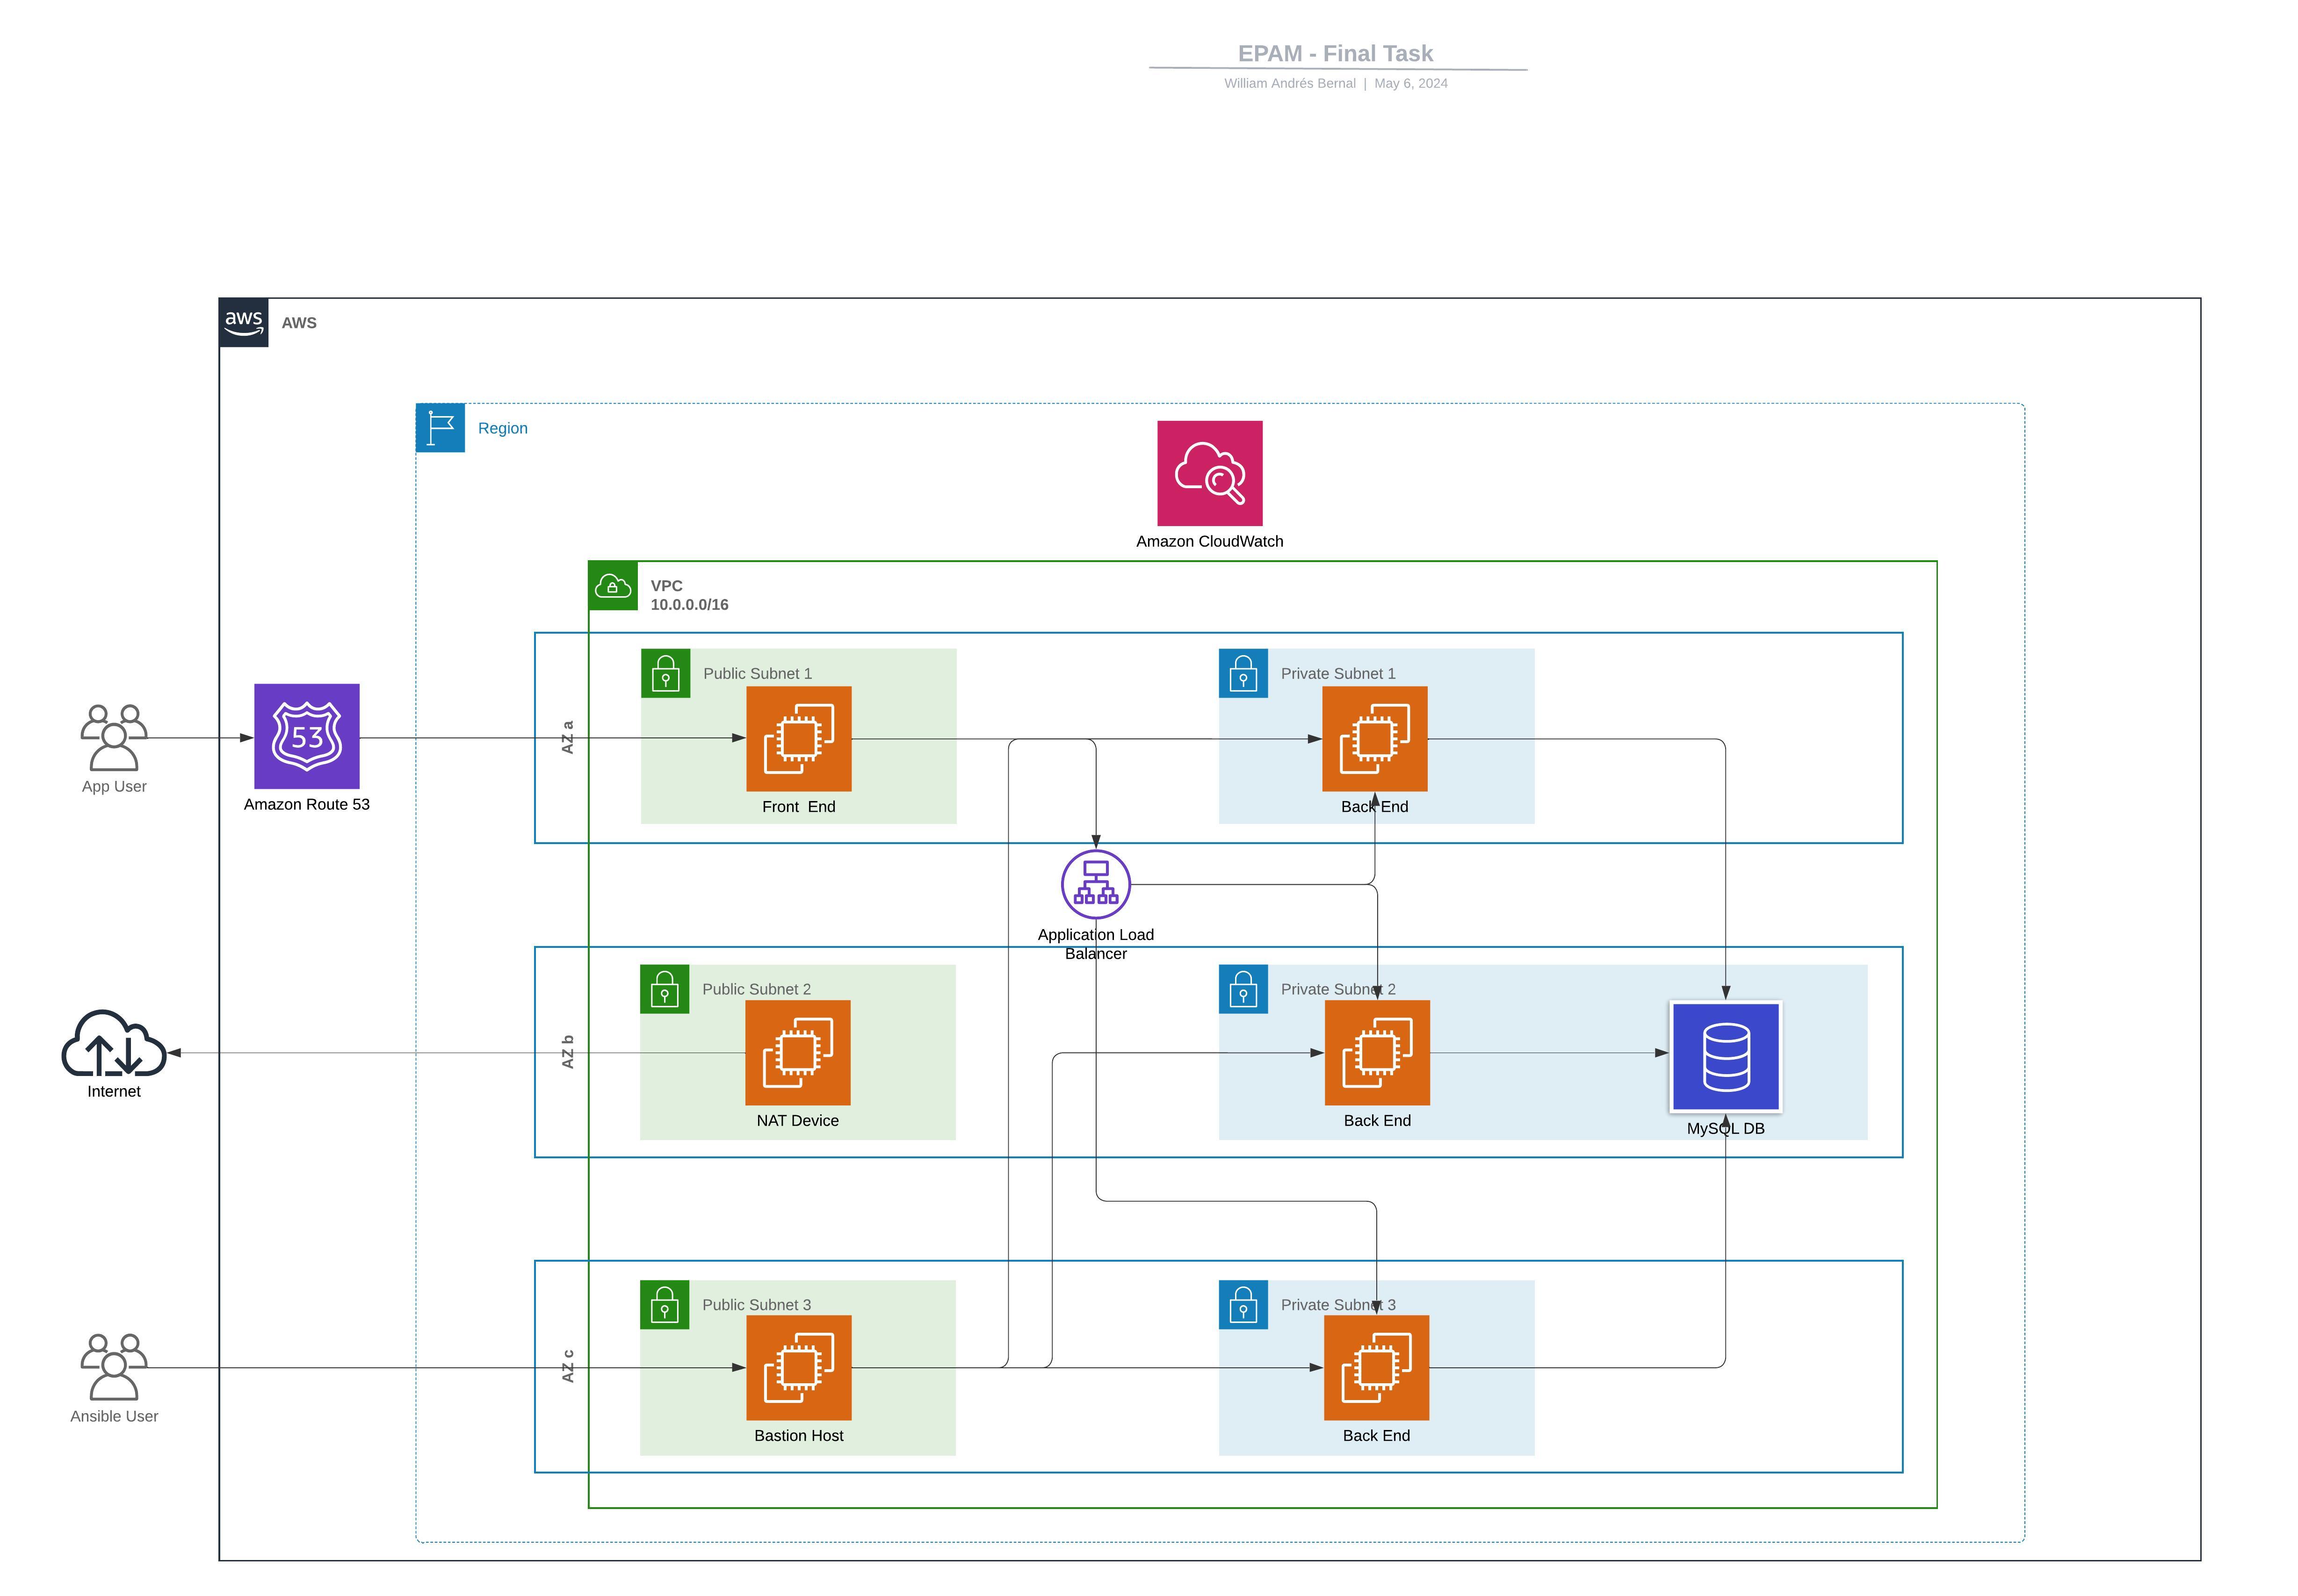 EPAM - Final Task
William Andrés Bernal | May 6, 2024
aws
AWS
Region
Amazon CloudWatch
VPC
10.0.0.0/16
AZ a
Public Subnet 1
Front End
Private Subnet 1
Back End
App User
53
Amazon Route 53
Application Load
Balancer
AZ b
Public Subnet 2
NAT Device
Private Subnet 2
Back End
MySQL DB
Internet
AZ c
Public Subnet 3
Bastion Host
Private Subnet 3
Back End
Ansible User